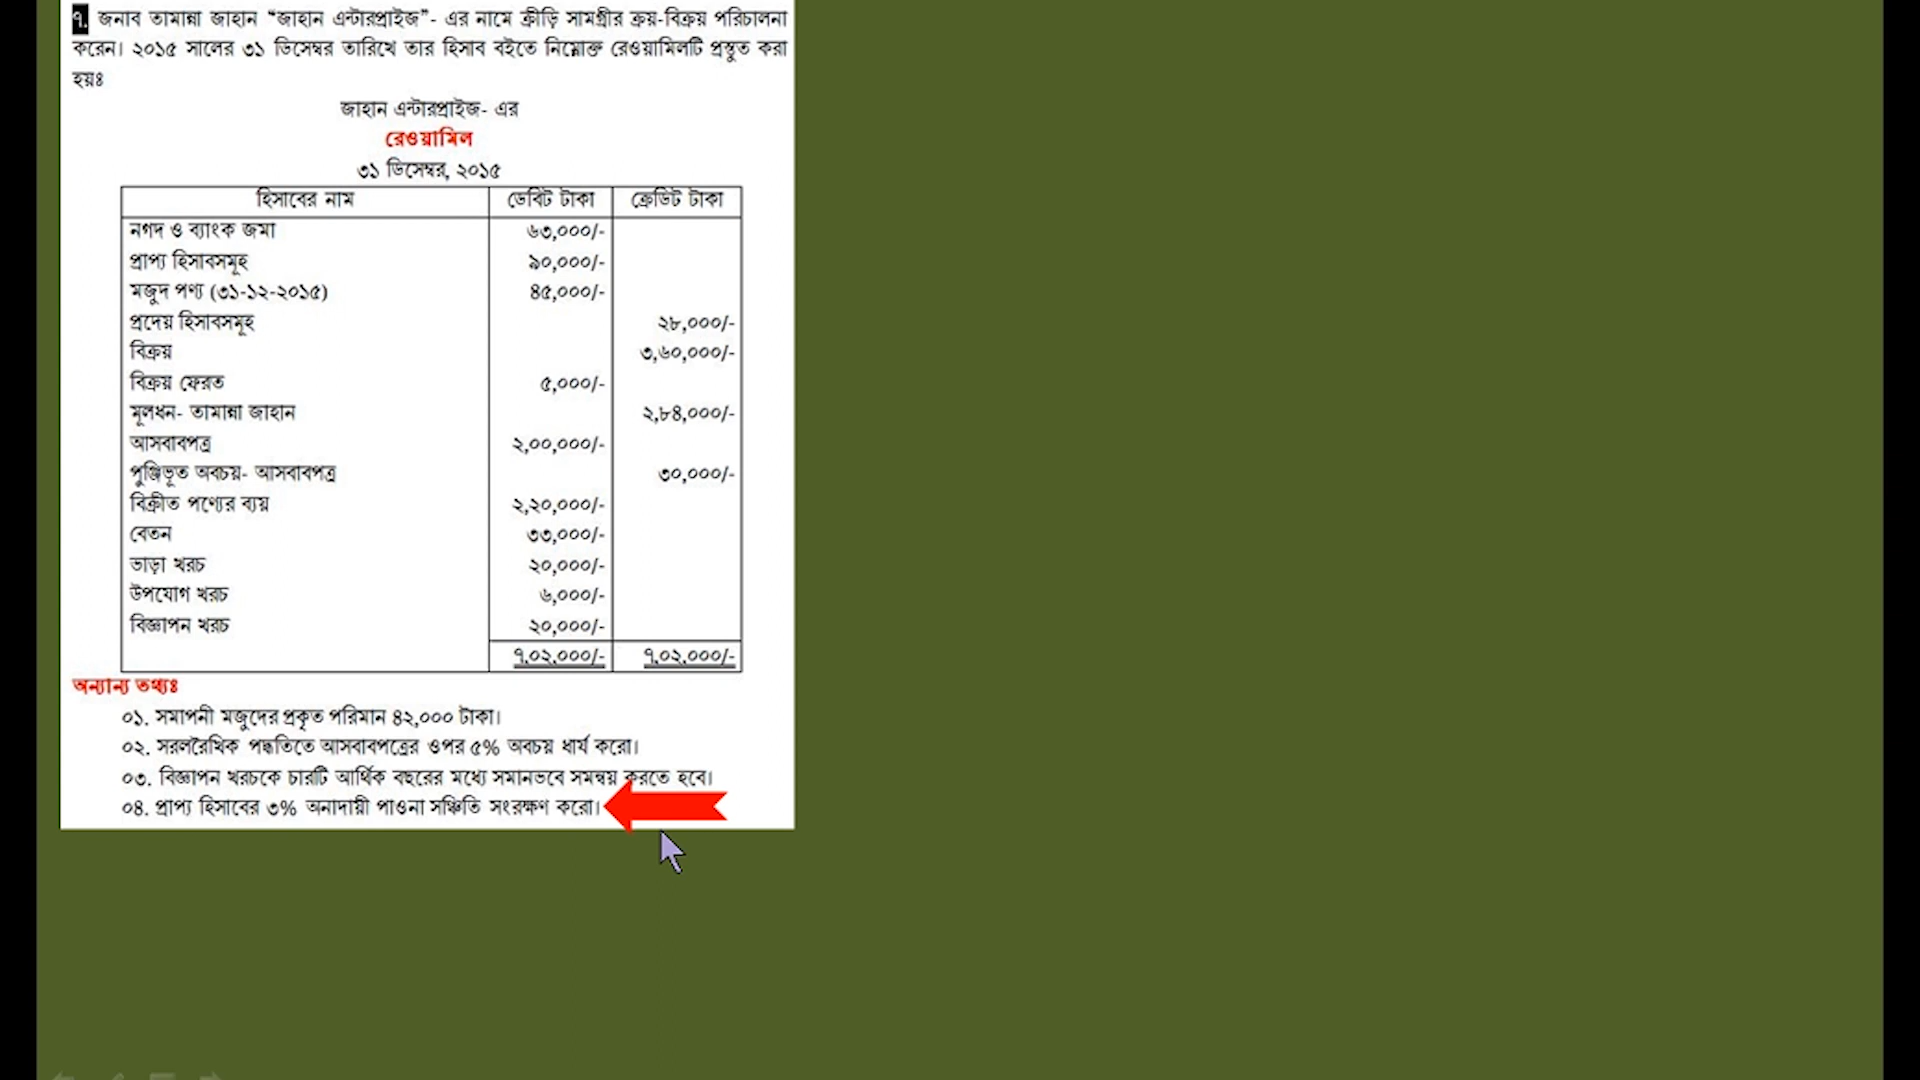 ৭. জনাব তামান্না জাহান “জাহান এন্টারপ্রাইজ”- এর নামে ক্রীড়ি সামগ্রীর ক্রয়-বিক্রয় পরিচালনা
করেন। ২০১৫ সালের ৩১ ডিসেম্বর তারিখে তার হিসাব বইতে নিম্নোক্ত রেওয়ামিলটি প্রস্তুত করা
হয়ঃ
জাহান এন্টারপ্রাইজ- এর
রেওয়ামিল
৩১ ডিসেম্বর, ২০১৫
হিসাবের নাম ডেবিট টাকা ক্রেডিট টাকা
নগদ ও ব্যাংক জমা ৬৩,০০০/-
প্রাপ্য হিসাবসমূহ ৯০,০০০/-
মজুদ পণ্য (৩১-১২-২০১৫) ৪৫,০০০/-
প্রদেয় হিসাবসমূহ ২৮,০০০/-
বিক্রয় ৩,৬০,০০০/-
বিক্রয় ফেরত ৫,০০০/-
মূলধন- তামান্না জাহান ২,৮৪,০০০/-
আসবাবপত্র ২,০০,০০০/-
পুঞ্জিভূত অবচয়- আসবাবপত্র ৩০,০০০/-
বিক্রীত পণ্যের ব্যয় ২,২০,০০০/-
বেতন ৩৩,০০০/-
ভাড়া খরচ ২০,০০০/-
উপযোগ খরচ ৬,০০০/-
বিজ্ঞাপন খরচ ২০,০০০/-
৭,০২,০০০/- ৭,০২,০০০/-
অন্যান্য তথ্যঃ
০১. সমাপনী মজুদের প্রকৃত পরিমান ৪২,০০০ টাকা।
০২. সরলরৈখিক পদ্ধতিতে আসবাবপত্রের ওপর ৫% অবচয় ধার্য করো।
০৩. বিজ্ঞাপন খরচকে চারটি আর্থিক বছরের মধ্যে সমানভবে সমন্বয় করতে হবে।
০৪. প্রাপ্য হিসাবের ৩% অনাদায়ী পাওনা সঞ্চিতি সংরক্ষণ করো।